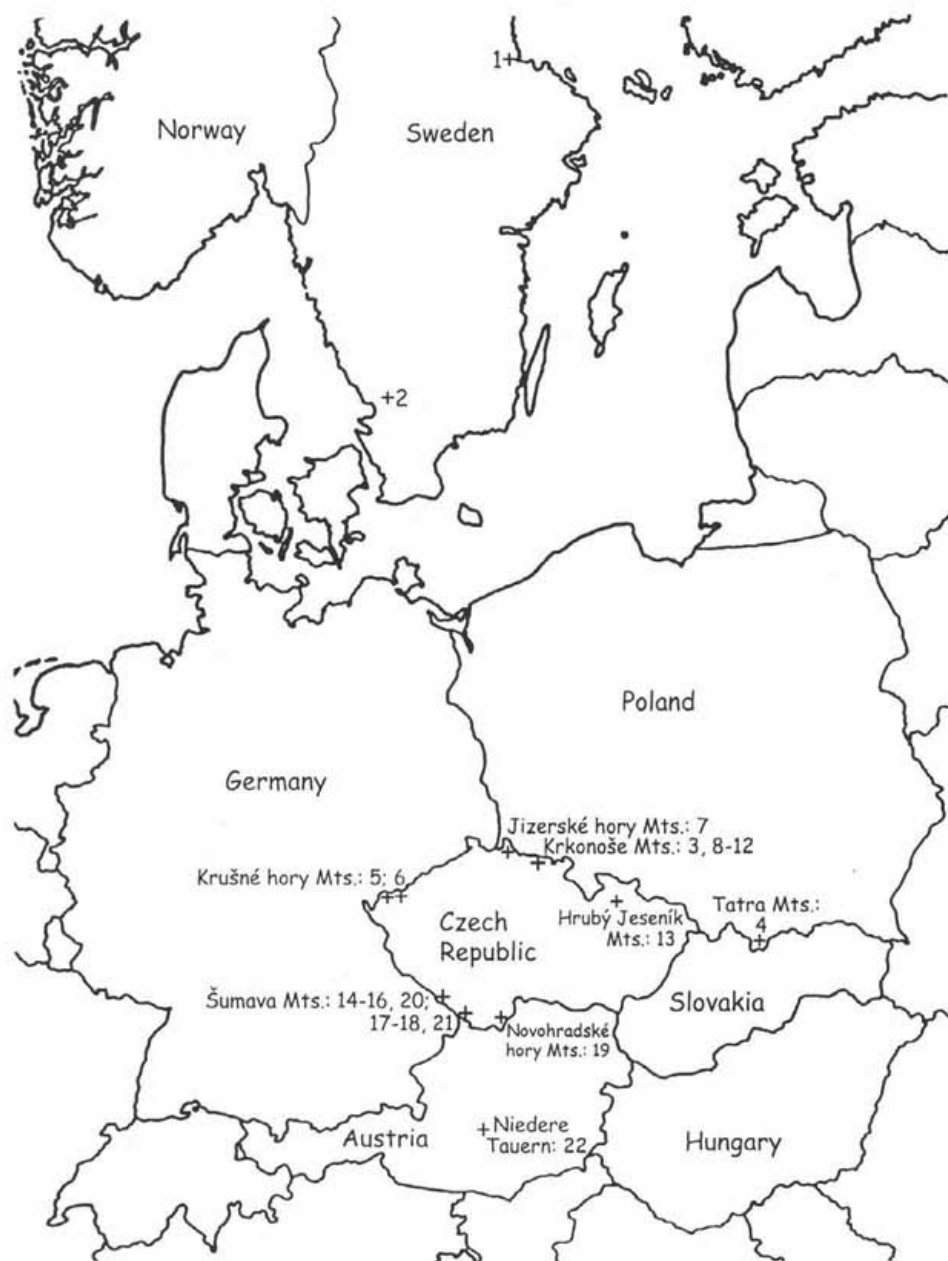 1+
Norway
Sweden
+2
Poland
Germany
Jizerské hory Mts.: 7
Krkonoše Mts.: 3, 8-12
Krušné hory Mts.: 5; 6
Tatra Mts.:
4
Hrubý Jeseník
Mts.: 13
Czech
Republic
Šumava Mts.: 14-16, 20;
17-18, 21
Slovakia
Novohradské
hory Mts.: 19
+Niedere
Tauern: 22
Austria
Hungary